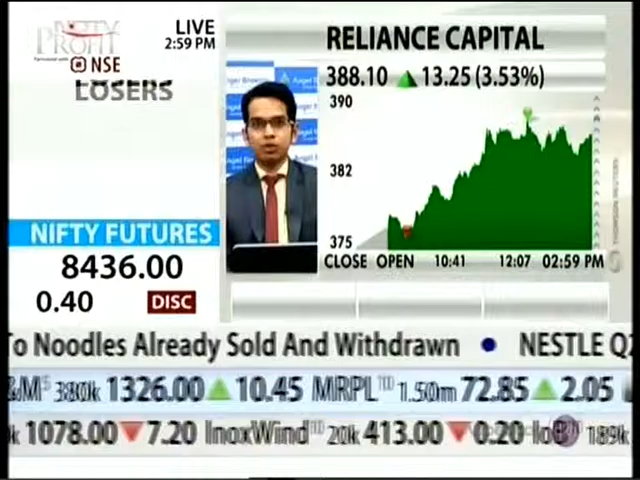 PROFIT
LIVE
2:59 PM
NSE
LOSERS
RELIANCE CAPITAL
388.10 13.25 (3.53%)
390
382
375
CLOSE OPEN 10:41 12:07 02:59 PM
NIFTY FUTURES
8436.00
0.40 DISC
To Noodles Already Sold And Withdrawn NESTLE Q2
&M 380k 1326.00 10.45 MRPL 1.50m 72.85 2.05
k 1078.00 7.20 InoxWind 20k 413.00 0.20 IoB 189k